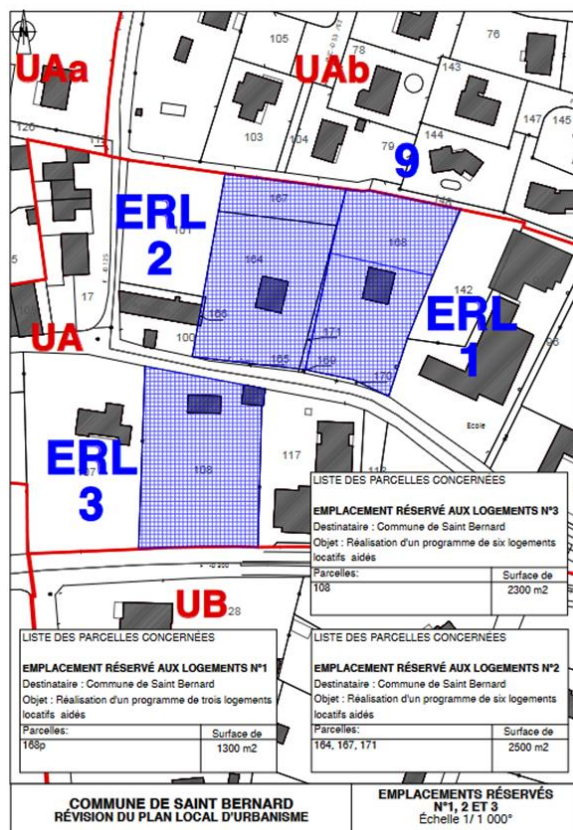 N
UAa
UAb
105
78
76
143
103
104
147
145
79
144
9
120
112
146
167
168
ERL
2
101
164
142
17
166
171
ERL
1
UA
100
165
169
170
96
Ecole
ERL
3
108
117
UB
28
LISTE DES PARCELLES CONCERNÉES
EMPLACEMENT RÉSERVÉ AUX LOGEMENTS N°3
Destinataire : Commune de Saint Bernard
Objet : Réalisation d'un programme de six logements
locatifs aidés
Parcelles: Surface de
108 2300 m2
LISTE DES PARCELLES CONCERNÉES
EMPLACEMENT RÉSERVÉ AUX LOGEMENTS N°1
Destinataire : Commune de Saint Bernard
Objet : Réalisation d'un programme de trois logements
locatifs aidés
Parcelles: Surface de
168p 1300 m2
LISTE DES PARCELLES CONCERNÉES
EMPLACEMENT RÉSERVÉ AUX LOGEMENTS N°2
Destinataire : Commune de Saint Bernard
Objet : Réalisation d'un programme de six logements
locatifs aidés
Parcelles: Surface de
164, 167, 171 2500 m2
COMMUNE DE SAINT BERNARD
RÉVISION DU PLAN LOCAL D'URBANISME
EMPLACEMENTS RÉSERVÉS
N°1, 2 ET 3
Échelle 1/ 1 000°